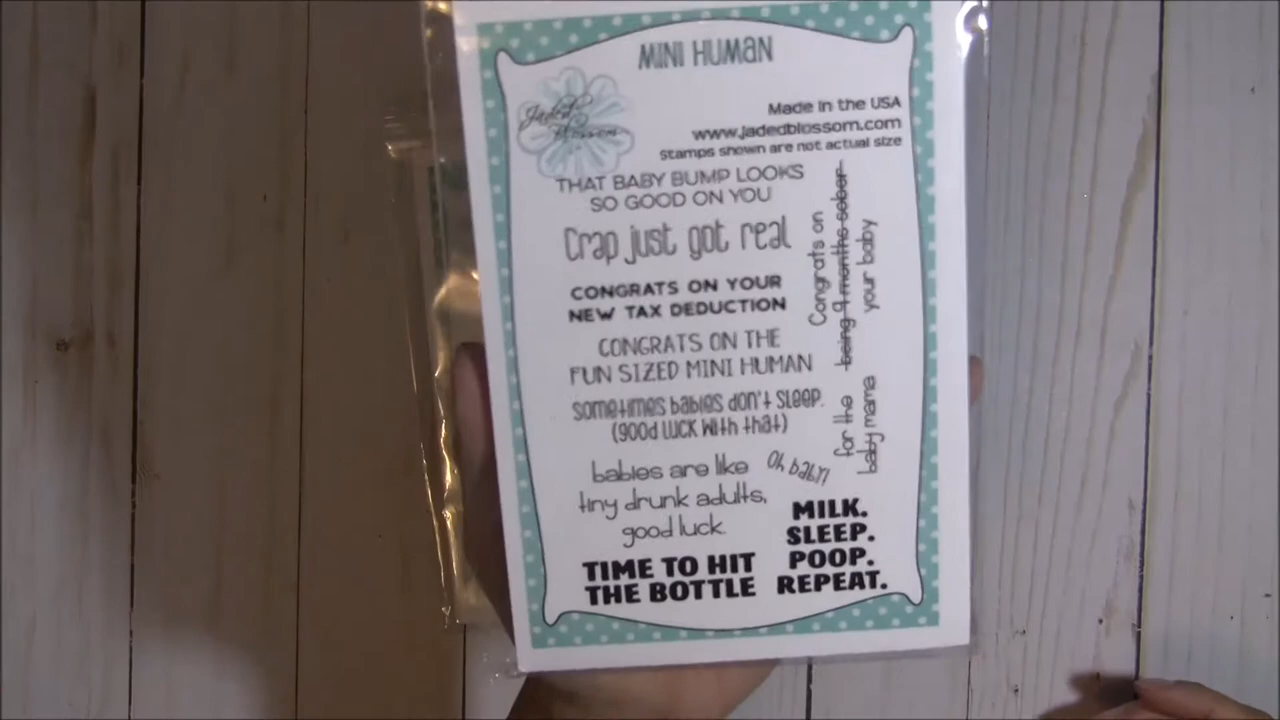 MINI HUMAN
Jaded Blossom
Made in the USA
www.jadedblossom.com
Stamps shown are not actual size
THAT BABY BUMP LOOKS
SO GOOD ON YOU
Crap just got real
CONGRATS ON YOUR
NEW TAX DEDUCTION
CONGRATS ON THE
FUN SIZED MINI HUMAN
sometimes babies don't sleep.
(good luck with that)
babies are like
tiny drunk adults,
good luck.
Oh baby!
TIME TO HIT
THE BOTTLE
MILK.
SLEEP.
POOP.
REPEAT.
Congrats on
being 9 months sober
your baby
for the
baby mama